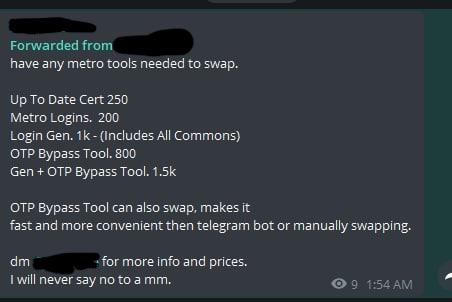 Forwarded from
have any metro tools needed to swap.
Up To Date Cert 250
Metro Logins. 200
Login Gen. 1k - (Includes All Commons)
OTP Bypass Tool. 800
Gen + OTP Bypass Tool. 1.5k
OTP Bypass Tool can also swap, makes it
fast and more convenient then telegram bot or manually swapping.
dm for more info and prices.
I will never say no to a mm.
9 1:54 AM